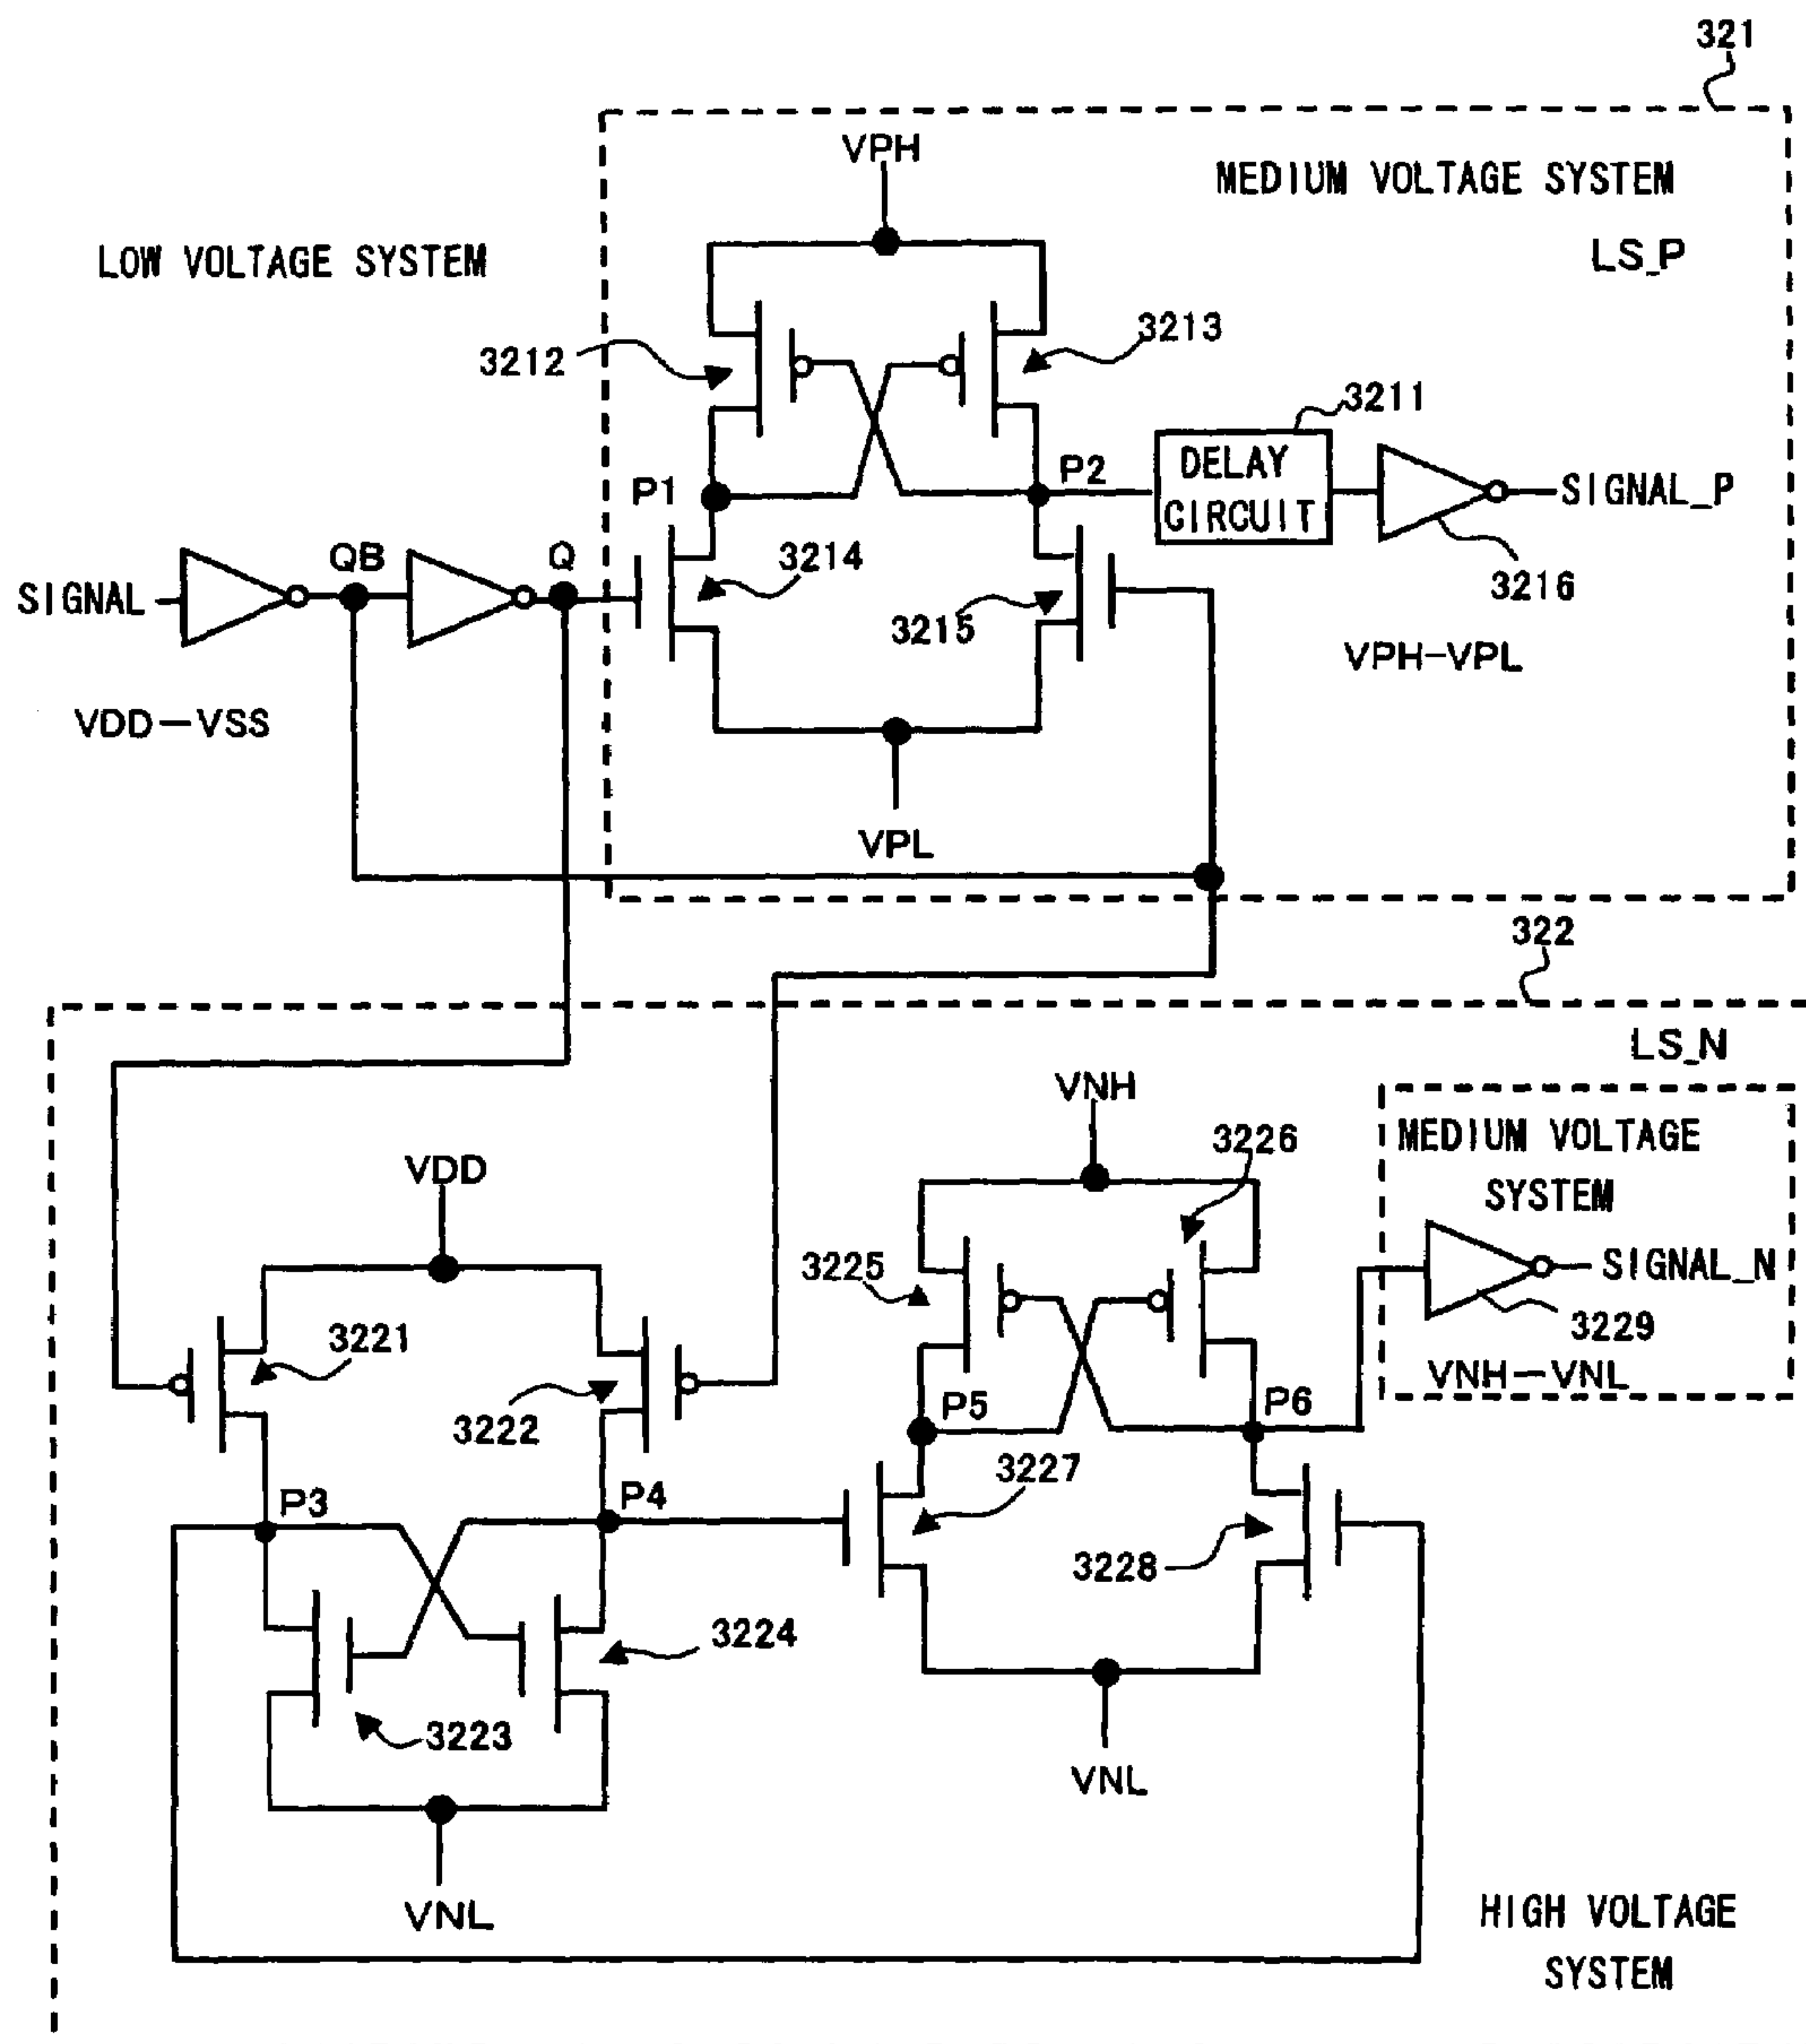 321
VPH
MEDIUM VOLTAGE SYSTEM
LS_P
LOW VOLTAGE SYSTEM
3212
3213
3211
P1
P2
DELAY
CIRCUIT
SIGNAL_P
SIGNAL
QB
Q
3214
3215
3216
VPH-VPL
VDD-VSS
VPL
322
LS_N
VNH
MEDIUM VOLTAGE
SYSTEM
3226
VDD
3225
SIGNAL_N
3229
VNH-VNL
3221
3222
P5
P6
3227
P3
P4
3228
3224
3223
VNL
VNL
HIGH VOLTAGE
SYSTEM